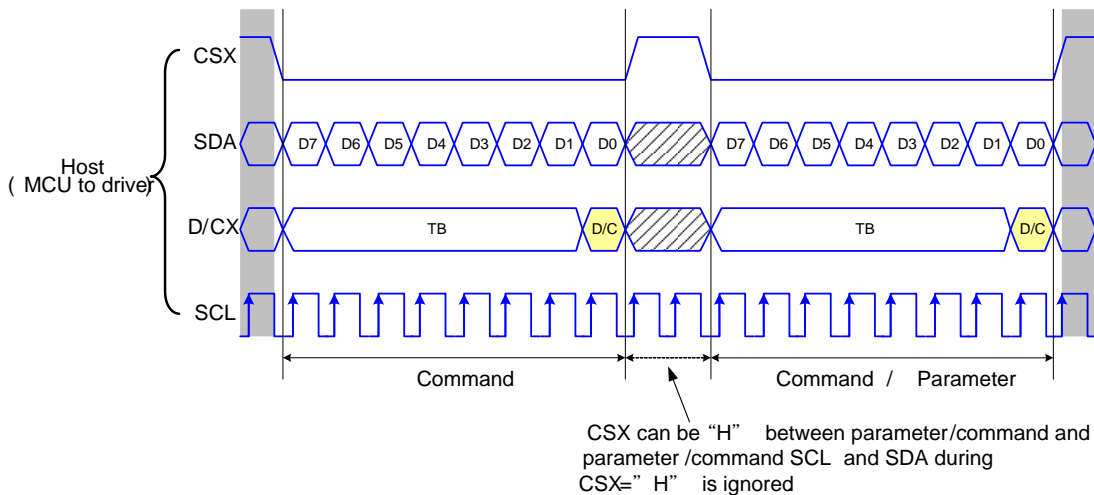 CSX
SDA
D7 D6 D5 D4 D3 D2 D1 D0 D7 D6 D5 D4 D3 D2 D1 D0
Host
( MCU to driver)
D/CX
TB D/C TB D/C
SCL
Command Command / Parameter
CSX can be “H” between parameter/command and
parameter /command SCL and SDA during
CSX=”H” is ignored